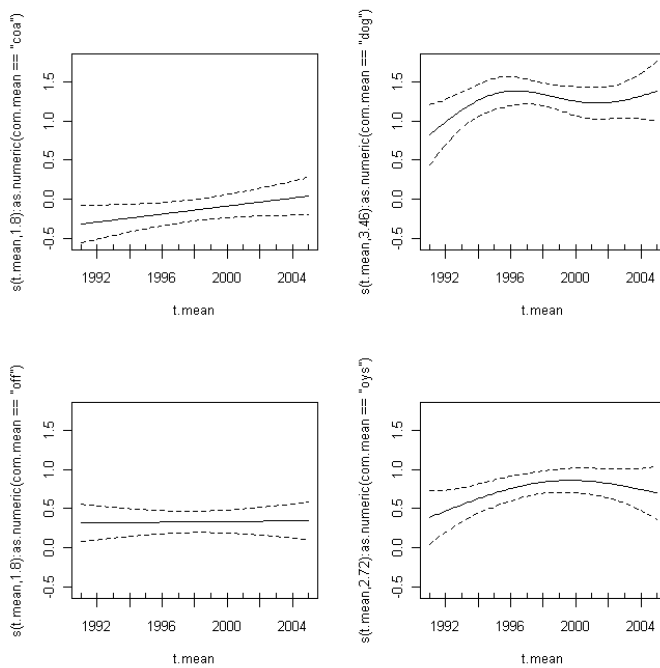 s(t.mean,1.8):as.numeric(com.mean == "coa")
1.5
1.0
0.5
0.0
-0.5
1992 1996 2000 2004
t.mean
s(t.mean,3.46):as.numeric(com.mean == "dog")
1.5
1.0
0.5
0.0
-0.5
1992 1996 2000 2004
t.mean
s(t.mean,1.8):as.numeric(com.mean == "off")
1.5
1.0
0.5
0.0
-0.5
1992 1996 2000 2004
t.mean
s(t.mean,2.72):as.numeric(com.mean == "oys")
1.5
1.0
0.5
0.0
-0.5
1992 1996 2000 2004
t.mean